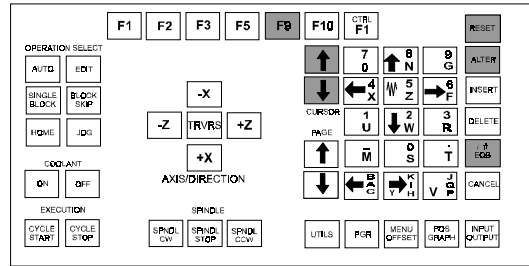 F1 F2 F3 F5 F9 F10 CTRL F1 RESET
OPERATION SELECT
AUTO EDIT
7 0 8 N 9 G ALTER
SINGLE BLOCK BLOCK SKIP
-X
4 X 5 Z 6 F INSERT
HOME JOG
-Z TRVRS +Z
CURSOR
1 U 2 W 3 R DELETE
PAGE
COOLANT
+X
M 0 S . T EOB
AXIS/DIRECTION
ON OFF
B A C Y K I H V J Q P CANCEL
EXECUTION
SPINDLE
CYCLE START CYCLE STOP
SPNDL CW SPINDL STOP SPNDL CCW
UTILS PGR MENU OFFSET POS GRAPH INPUT OUTPUT